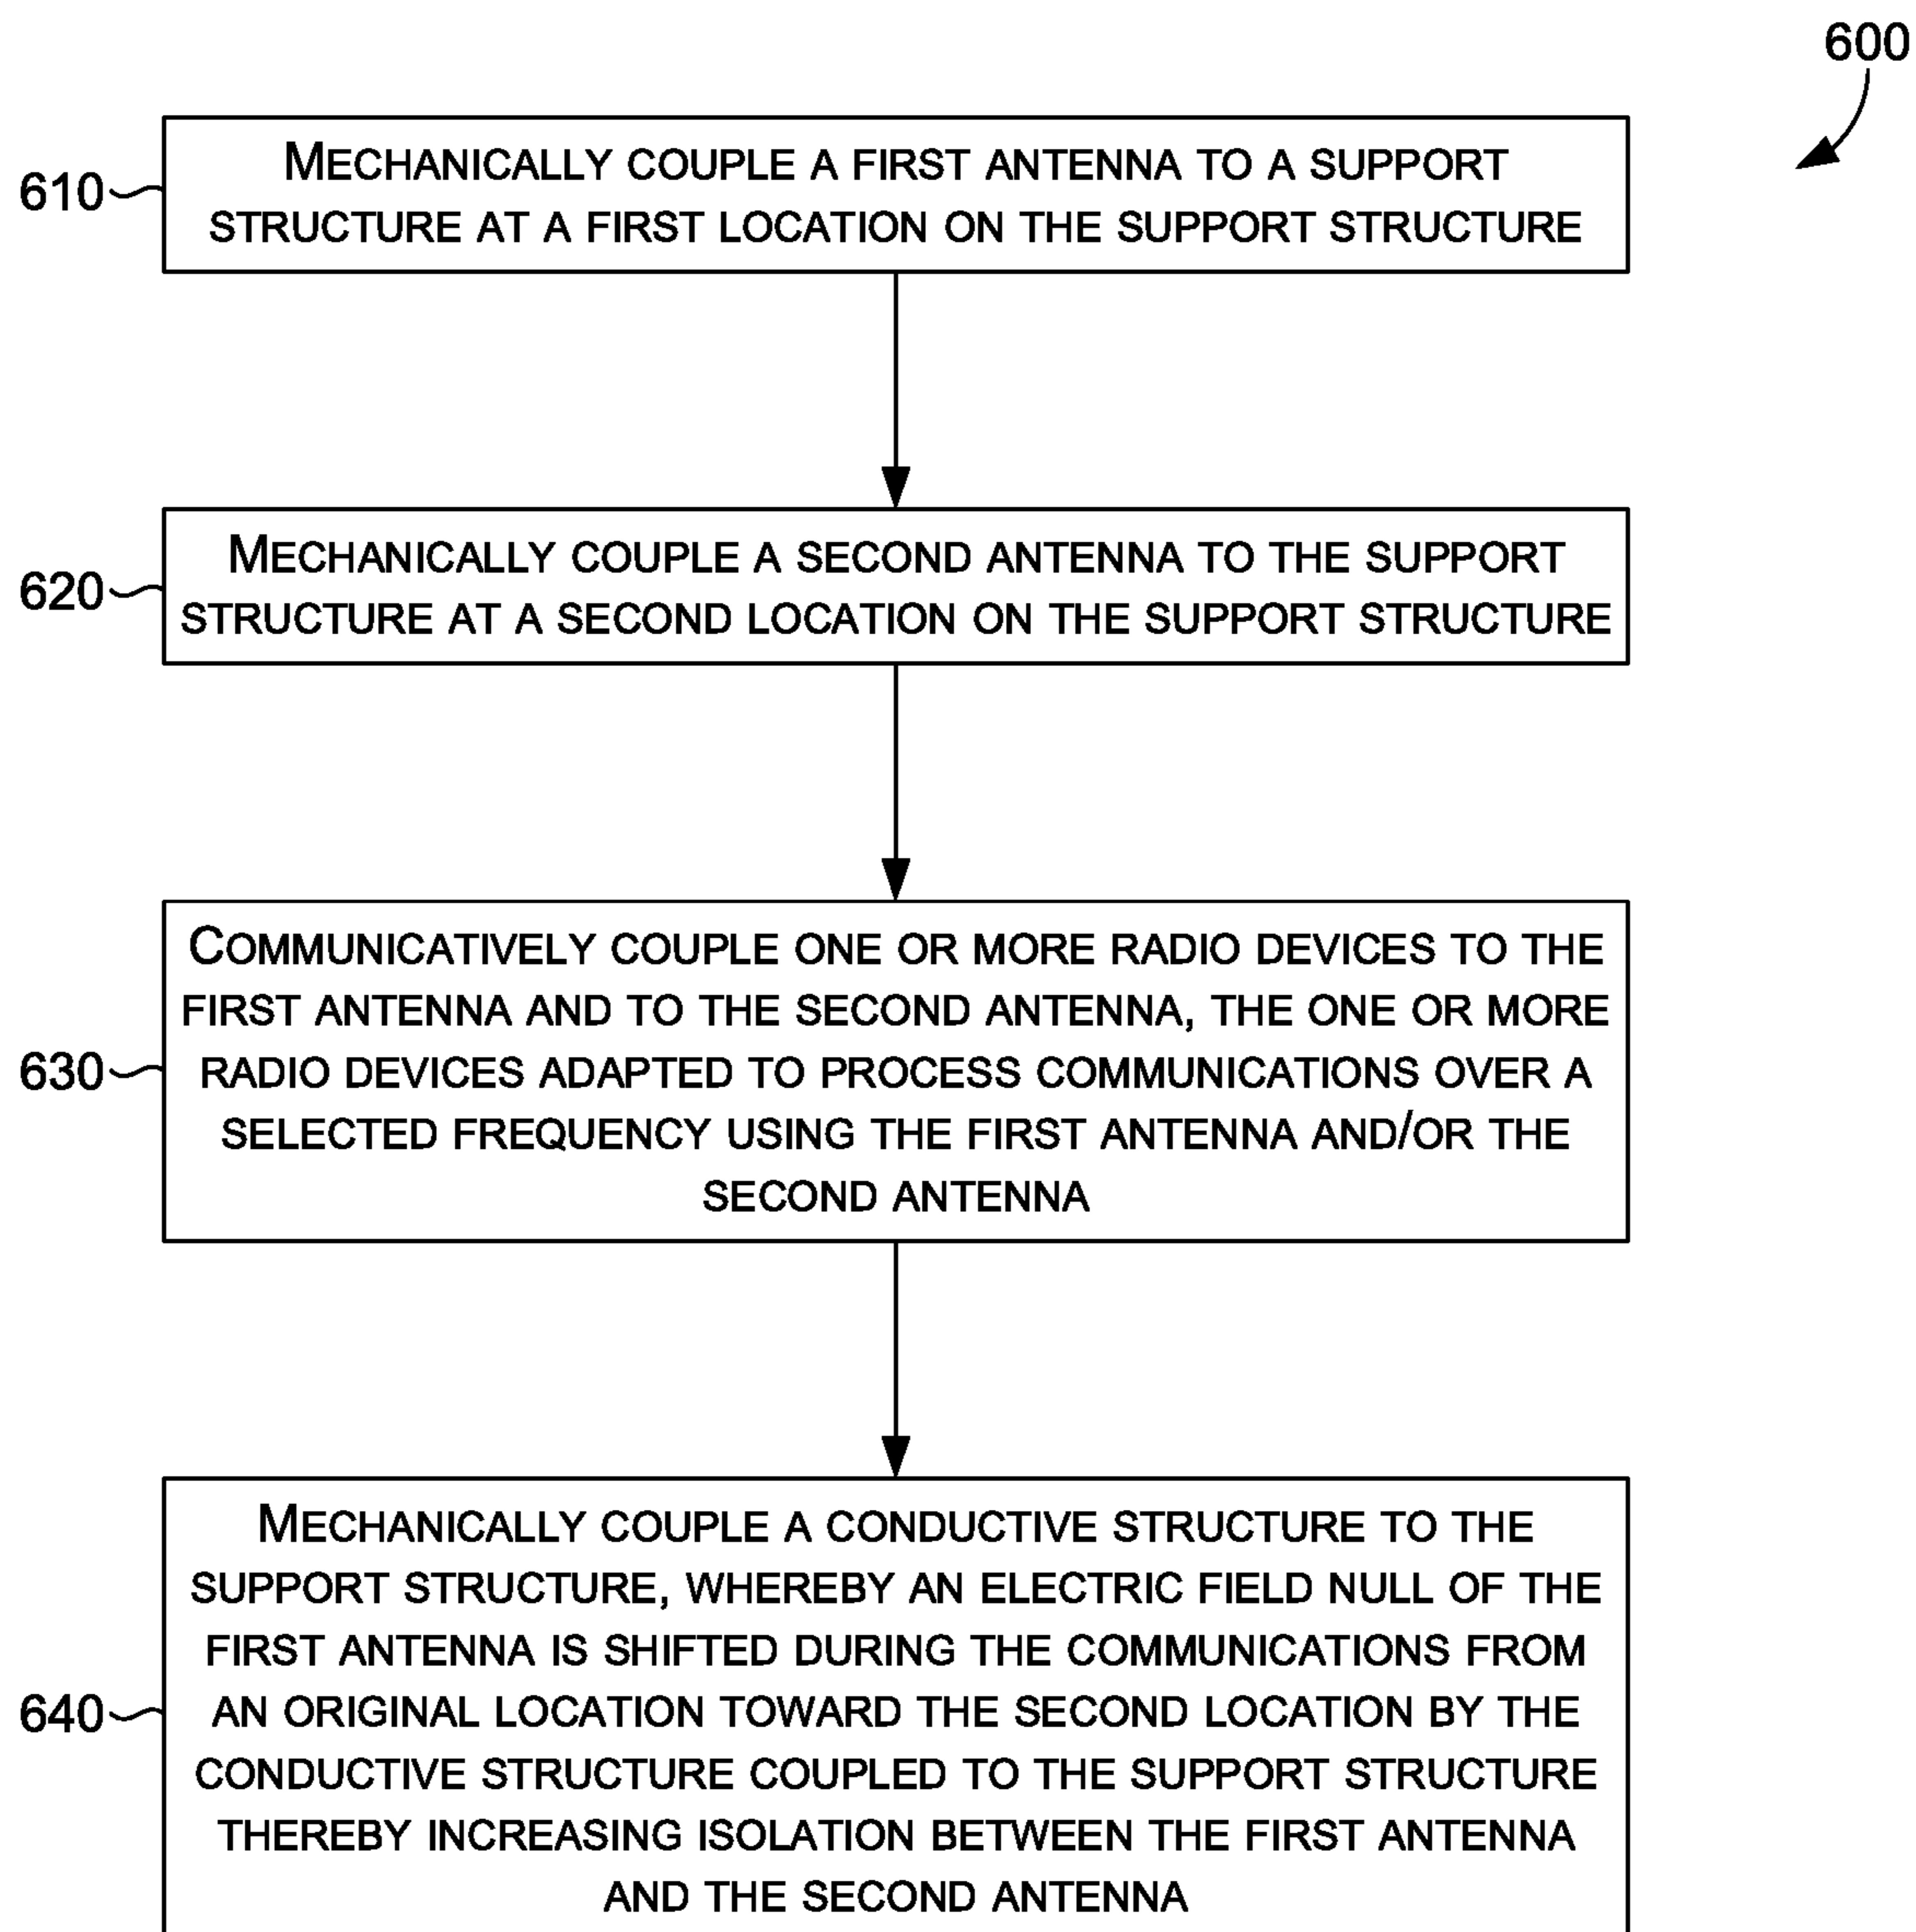 600
610
MECHANICALLY COUPLE A FIRST ANTENNA TO A SUPPORT
STRUCTURE AT A FIRST LOCATION ON THE SUPPORT STRUCTURE
620
MECHANICALLY COUPLE A SECOND ANTENNA TO THE SUPPORT
STRUCTURE AT A SECOND LOCATION ON THE SUPPORT STRUCTURE
630
COMMUNICATIVELY COUPLE ONE OR MORE RADIO DEVICES TO THE
FIRST ANTENNA AND TO THE SECOND ANTENNA, THE ONE OR MORE
RADIO DEVICES ADAPTED TO PROCESS COMMUNICATIONS OVER A
SELECTED FREQUENCY USING THE FIRST ANTENNA AND/OR THE
SECOND ANTENNA
640
MECHANICALLY COUPLE A CONDUCTIVE STRUCTURE TO THE
SUPPORT STRUCTURE, WHEREBY AN ELECTRIC FIELD NULL OF THE
FIRST ANTENNA IS SHIFTED DURING THE COMMUNICATIONS FROM
AN ORIGINAL LOCATION TOWARD THE SECOND LOCATION BY THE
CONDUCTIVE STRUCTURE COUPLED TO THE SUPPORT STRUCTURE
THEREBY INCREASING ISOLATION BETWEEN THE FIRST ANTENNA
AND THE SECOND ANTENNA